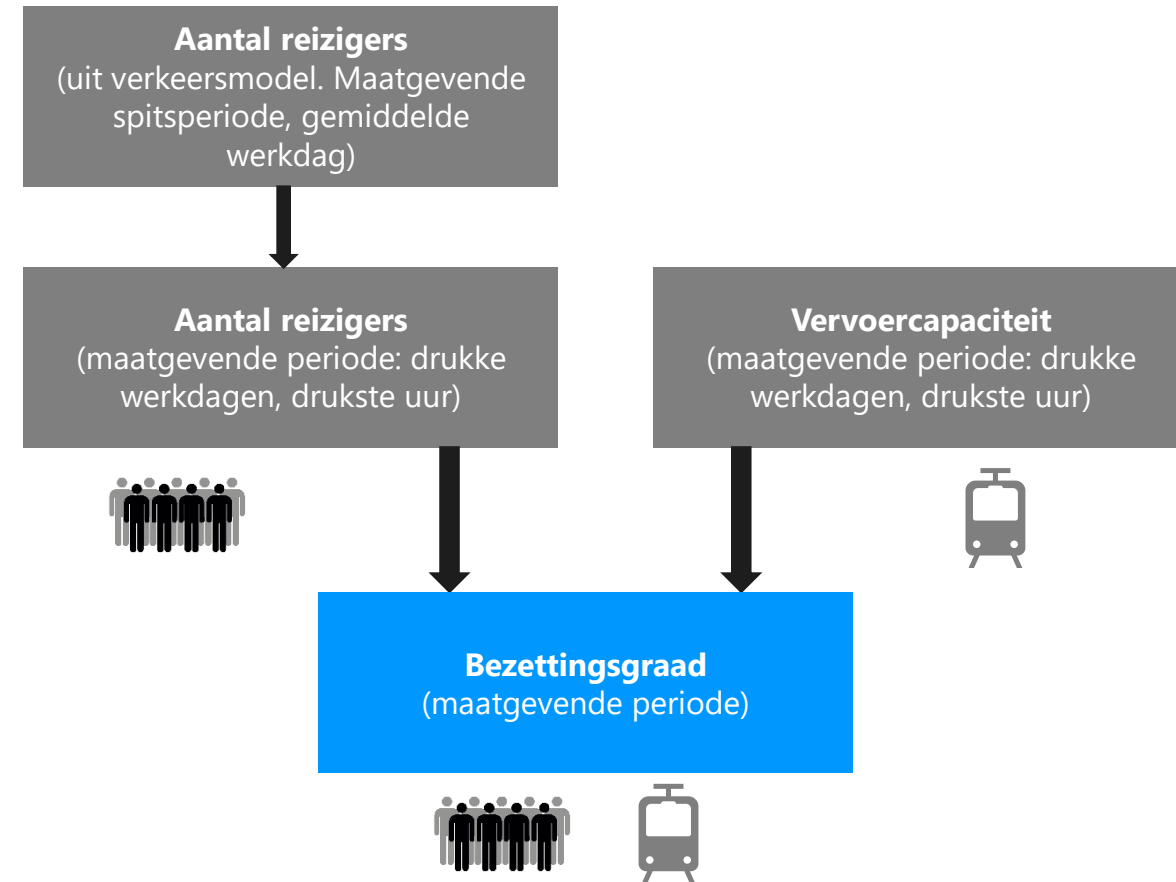 Aantal reizigers
(uit verkeersmodel. Maatgevende
spitsperiode, gemiddelde
werkdag)
Aantal reizigers
(maatgevende periode: drukke
werkdagen, drukste uur)
Vervoercapaciteit
(maatgevende periode: drukke
werkdagen, drukste uur)
Bezettingsgraad
(maatgevende periode)